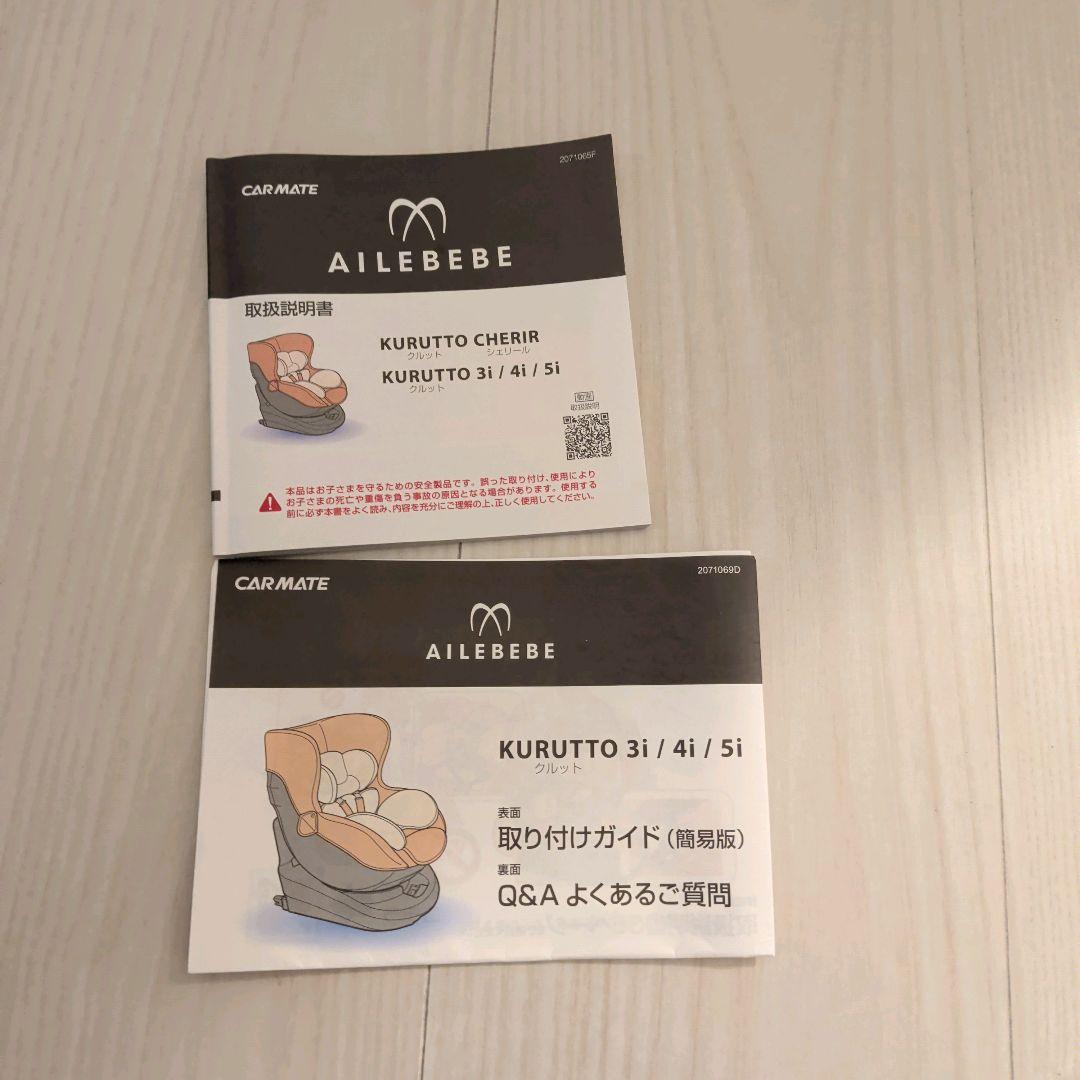 2071065F
CARMATE
AILEBEBE
取扱説明書
KURUTTO CHERIR
クルット シェリール
KURUTTO 3i / 4i / 5i
クルット
動画
取扱説明
本品はお子さまを守るための安全製品です。誤った取り付け、使用により
お子さまの死亡や重傷を負う事故の原因となる場合があります。使用する
前に必ず本書をよく読み、内容を充分にご理解の上、正しく使用してください。
2071069D
CARMATE
AILEBEBE
KURUTTO 3i / 4i / 5i
クルット
表面
取り付けガイド（簡易版）
裏面
Q&A よくあるご質問